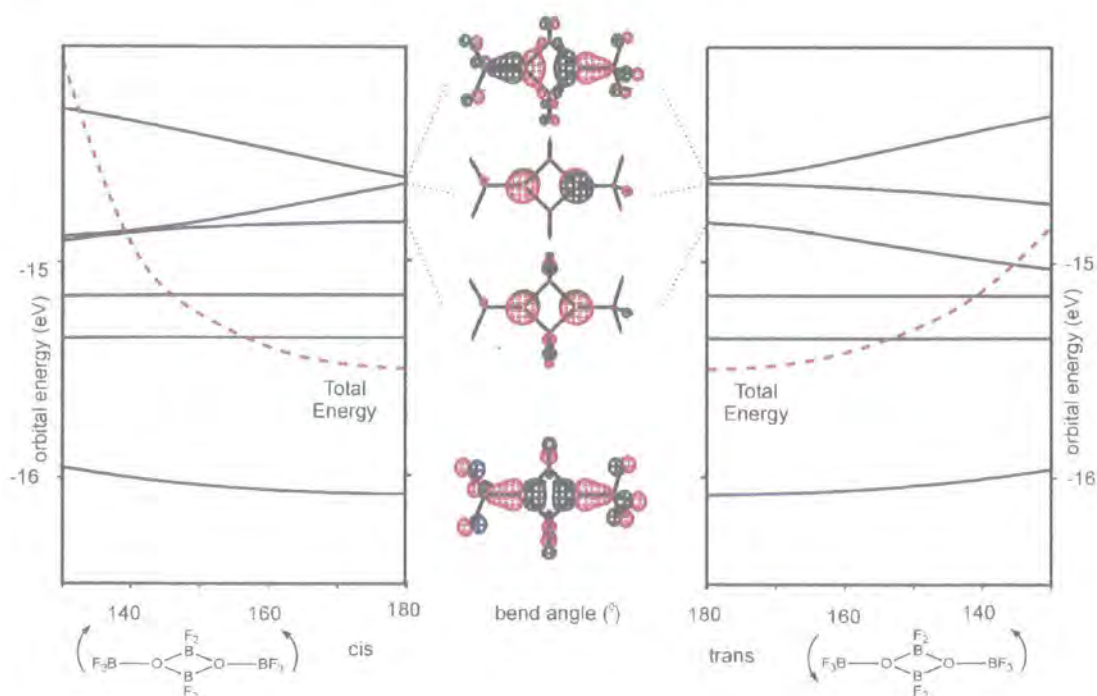 -15
-16
orbital energy (eV)
Total
Energy
140
160
180
cis
F₂
F₃B
B
O
O
BF₃
B
F₂
bend angle (°)
-15
-16
orbital energy (eV)
Total
Energy
180
160
140
trans
F₂
F₃B
B
O
O
BF₃
B
F₂